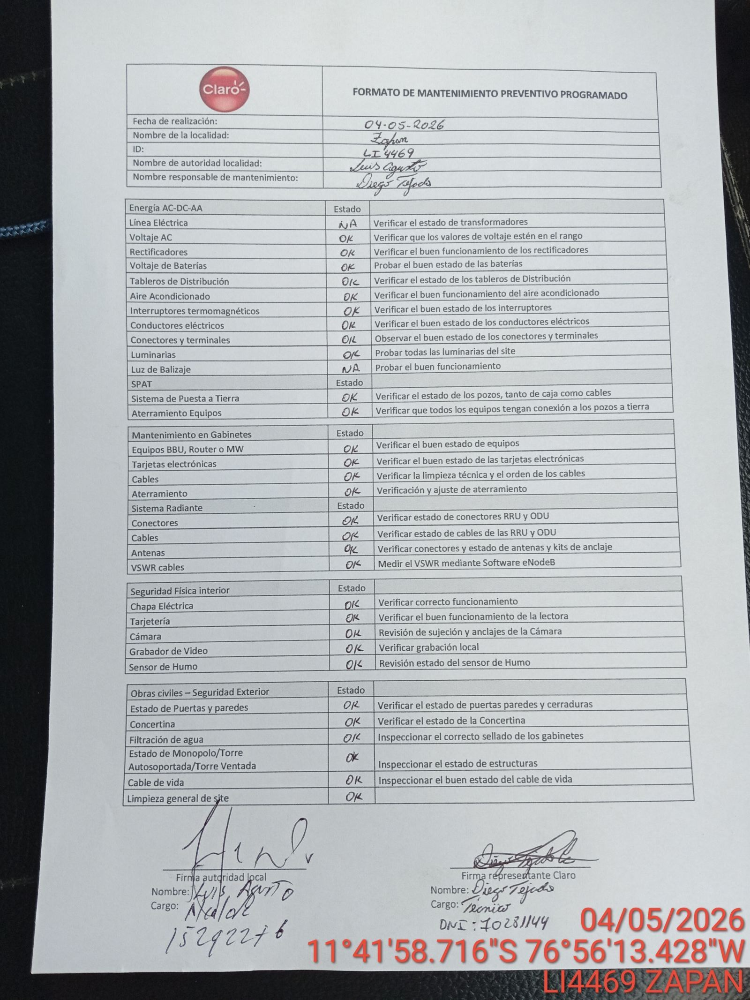 Claro
FORMATO DE MANTENIMIENTO PREVENTIVO PROGRAMADO
Fecha de realización: 04-05-2026
Nombre de la localidad: Zapan
ID: LI4469
Nombre de autoridad localidad: Luis Agusto
Nombre responsable de mantenimiento: Diego Tejada
Energía AC-DC-AA Estado
Línea Eléctrica NA Verificar el estado de transformadores
Voltaje AC OK Verificar que los valores de voltaje estén en el rango
Rectificadores OK Verificar el buen funcionamiento de los rectificadores
Voltaje de Baterías OK Probar el buen estado de las baterías
Tableros de Distribución OK Verificar el estado de los tableros de Distribución
Aire Acondicionado OK Verificar el buen funcionamiento del aire acondicionado
Interruptores termomagnéticos OK Verificar el buen estado de los interruptores
Conductores eléctricos OK Verificar el buen estado de los conductores eléctricos
Conectores y terminales OK Observar el buen estado de los conectores y terminales
Luminarias OK Probar todas las luminarias del site
Luz de Balizaje NA Probar el buen funcionamiento
SPAT Estado
Sistema de Puesta a Tierra OK Verificar el estado de los pozos, tanto de caja como cables
Aterramiento Equipos OK Verificar que todos los equipos tengan conexión a los pozos a tierra
Mantenimiento en Gabinetes Estado
Equipos BBU, Router o MW OK Verificar el buen estado de equipos
Tarjetas electrónicas OK Verificar el buen estado de las tarjetas electrónicas
Cables OK Verificar la limpieza técnica y el orden de los cables
Aterramiento OK Verificación y ajuste de aterramiento
Sistema Radiante Estado
Conectores OK Verificar estado de conectores RRU y ODU
Cables OK Verificar estado de cables de las RRU y ODU
Antenas OK Verificar conectores y estado de antenas y kits de anclaje
VSWR cables OK Medir el VSWR mediante Software eNodeB
Seguridad Física interior Estado
Chapa Eléctrica OK Verificar correcto funcionamiento
Tarjetería OK Verificar el buen funcionamiento de la lectora
Cámara OK Revisión de sujeción y anclajes de la Cámara
Grabador de Video OK Verificar grabación local
Sensor de Humo OK Revisión estado del sensor de Humo
Obras civiles – Seguridad Exterior Estado
Estado de Puertas y paredes OK Verificar el estado de puertas paredes y cerraduras
Concertina OK Verificar el estado de la Concertina
Filtración de agua OK Inspeccionar el correcto sellado de los gabinetes
Estado de Monopolo/Torre
Autosoportada/Torre Ventada OK Inspeccionar el estado de estructuras
Cable de vida OK Inspeccionar el buen estado del cable de vida
Limpieza general de site OK
Firma autoridad local
Nombre: Luis Agusto
Cargo: Alcalde
Firma representante Claro
Nombre: Diego Tejada
Cargo: Técnico
DNI: 70281144
04/05/2026
11°41'58.716"S 76°56'13.428"W
LI4469 ZAPAN